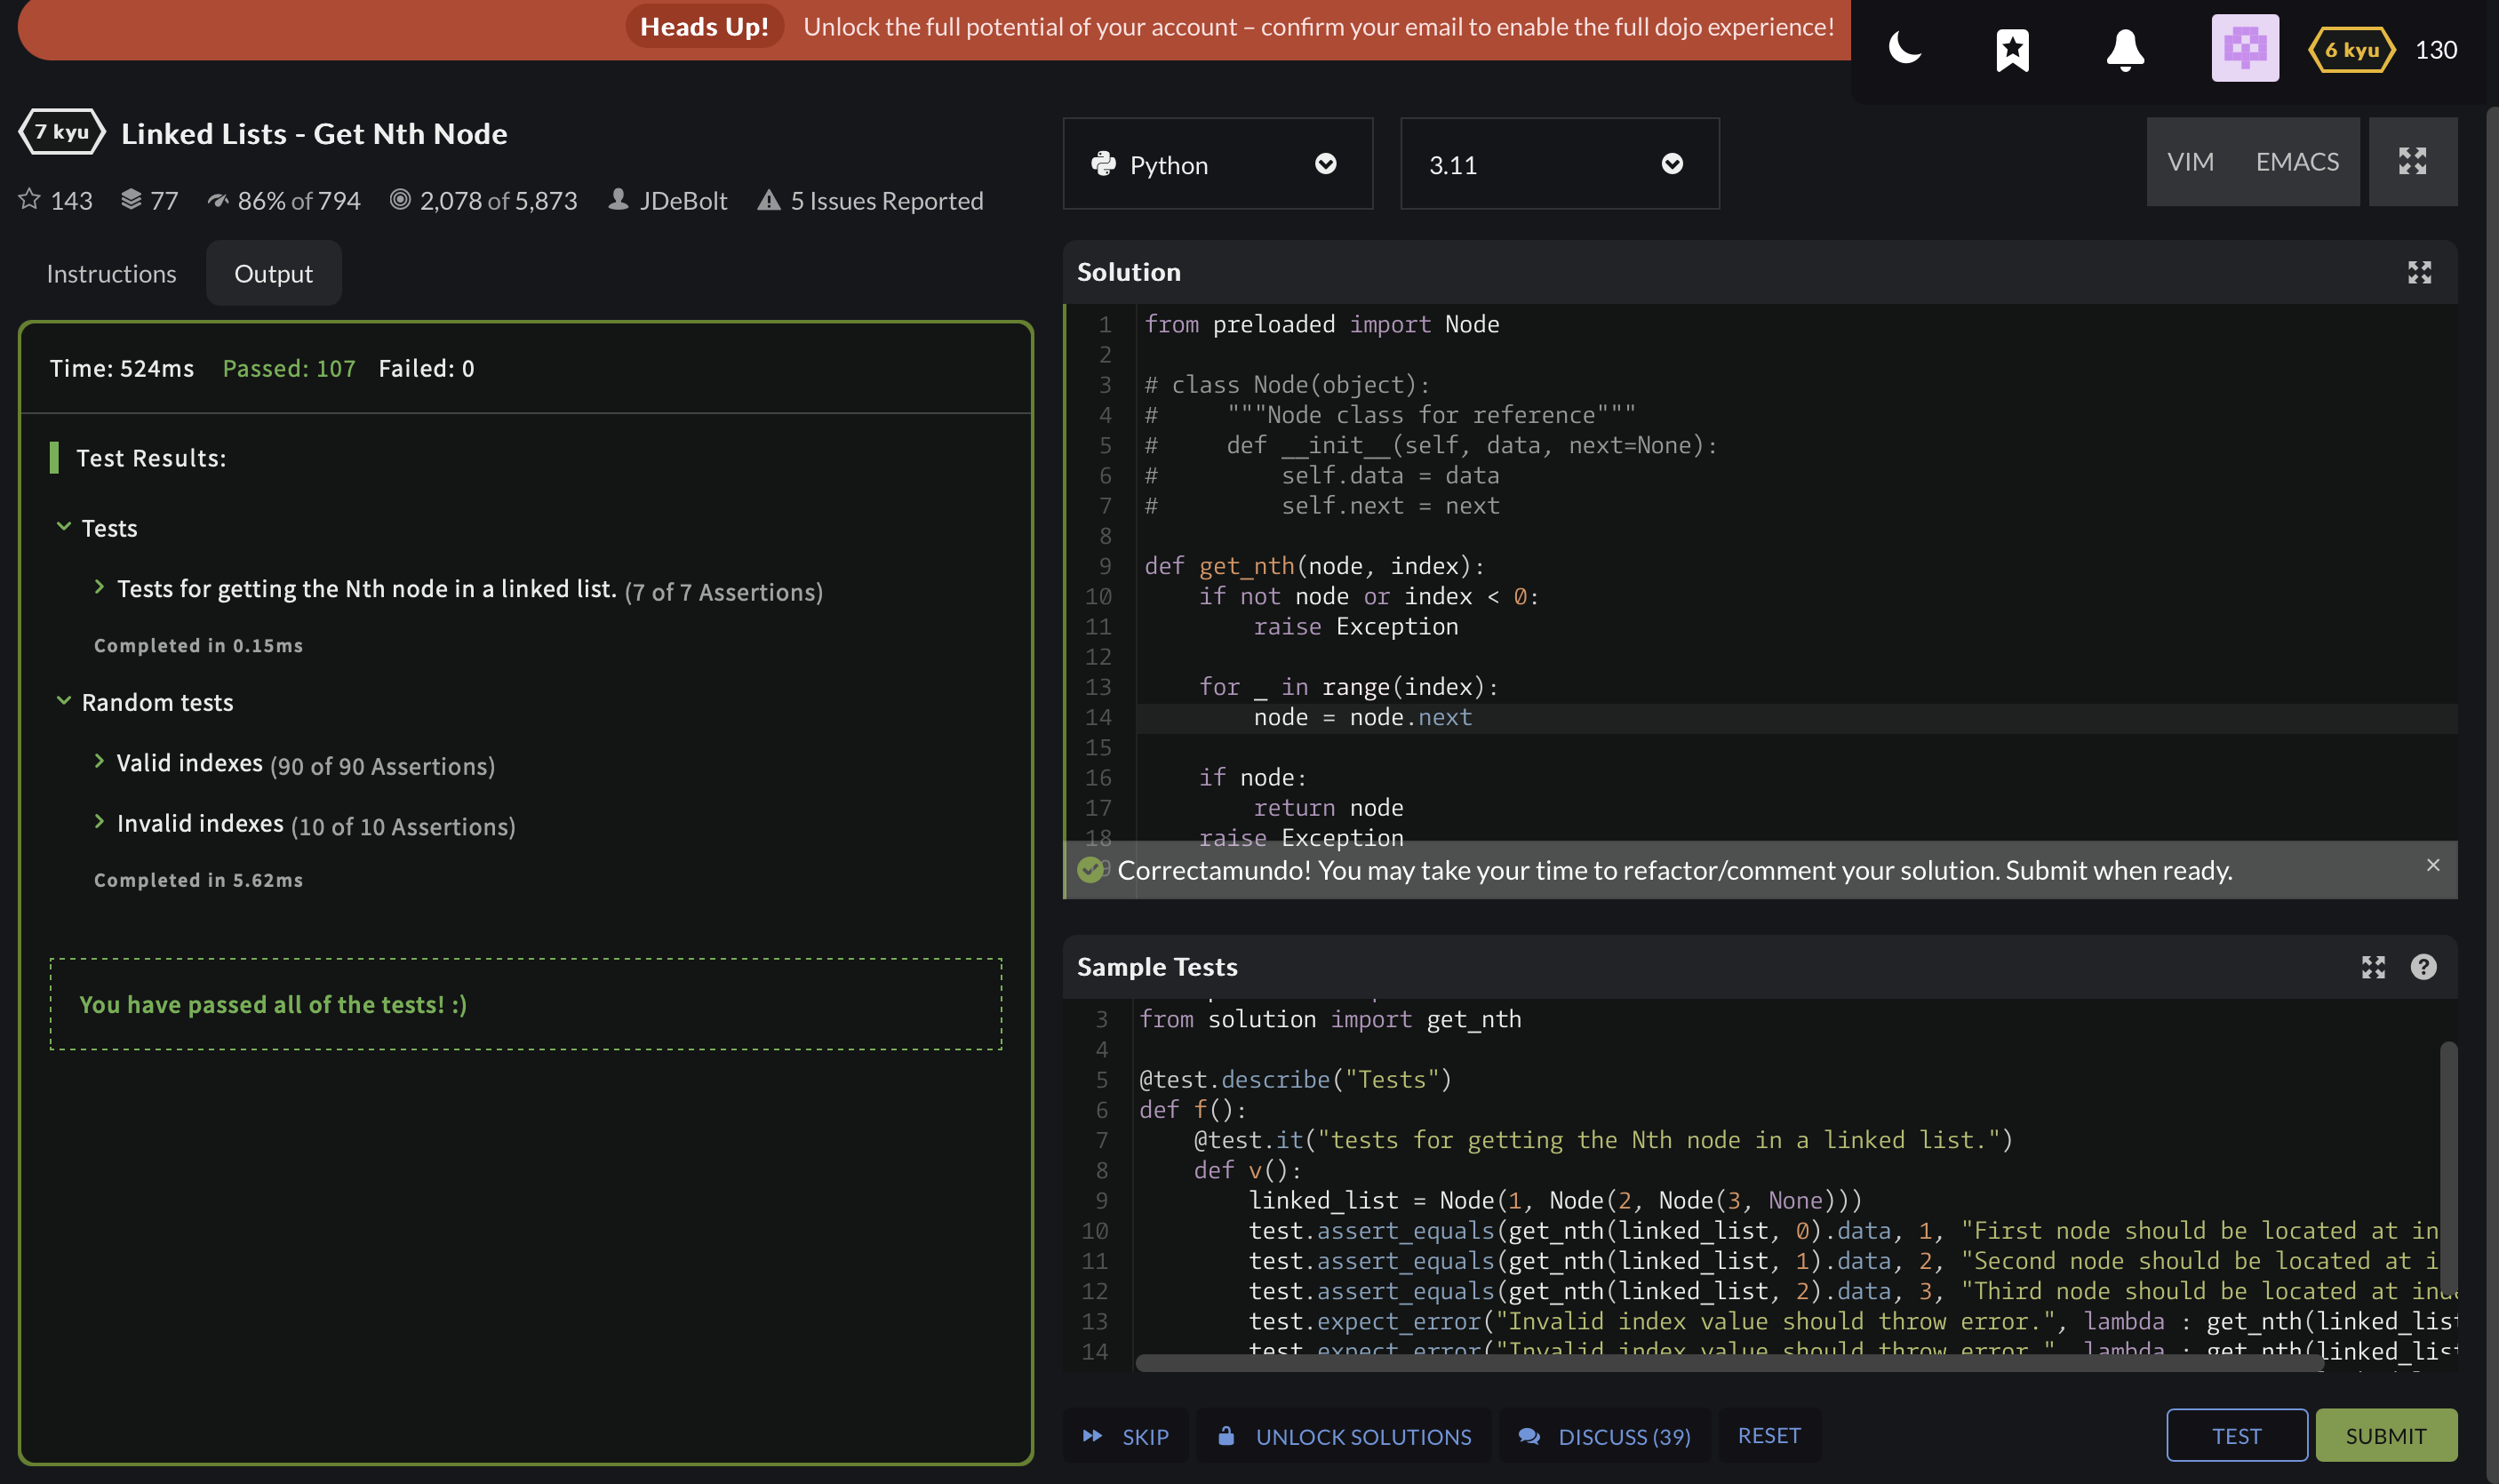 Heads Up! Unlock the full potential of your account – confirm your email to enable the full dojo experience!
6 kyu 130
7 kyu Linked Lists - Get Nth Node
143 77 86% of 794 2,078 of 5,873 JDeBolt 5 Issues Reported
Python 3.11 VIM EMACS
Instructions Output
Time: 524ms Passed: 107 Failed: 0
Test Results:
Tests
Tests for getting the Nth node in a linked list. (7 of 7 Assertions)
Completed in 0.15ms
Random tests
Valid indexes (90 of 90 Assertions)
Invalid indexes (10 of 10 Assertions)
Completed in 5.62ms
You have passed all of the tests! :)
Solution
1 from preloaded import Node
2
3 # class Node(object):
4 #     """Node class for reference"""
5 #     def __init__(self, data, next=None):
6 #         self.data = data
7 #         self.next = next
8
9 def get_nth(node, index):
10     if not node or index < 0:
11         raise Exception
12
13     for _ in range(index):
14         node = node.next
15
16     if node:
17         return node
18     raise Exception
Correctamundo! You may take your time to refactor/comment your solution. Submit when ready.
Sample Tests
3 from solution import get_nth
4
5 @test.describe("Tests")
6 def f():
7     @test.it("tests for getting the Nth node in a linked list.")
8     def v():
9         linked_list = Node(1, Node(2, Node(3, None)))
10         test.assert_equals(get_nth(linked_list, 0).data, 1, "First node should be located at in
11         test.assert_equals(get_nth(linked_list, 1).data, 2, "Second node should be located at i
12         test.assert_equals(get_nth(linked_list, 2).data, 3, "Third node should be located at ind
13         test.expect_error("Invalid index value should throw error.", lambda : get_nth(linked_list
14         test.expect_error("Invalid index value should throw error.", lambda : get_nth(linked_list
SKIP UNLOCK SOLUTIONS DISCUSS (39) RESET TEST SUBMIT